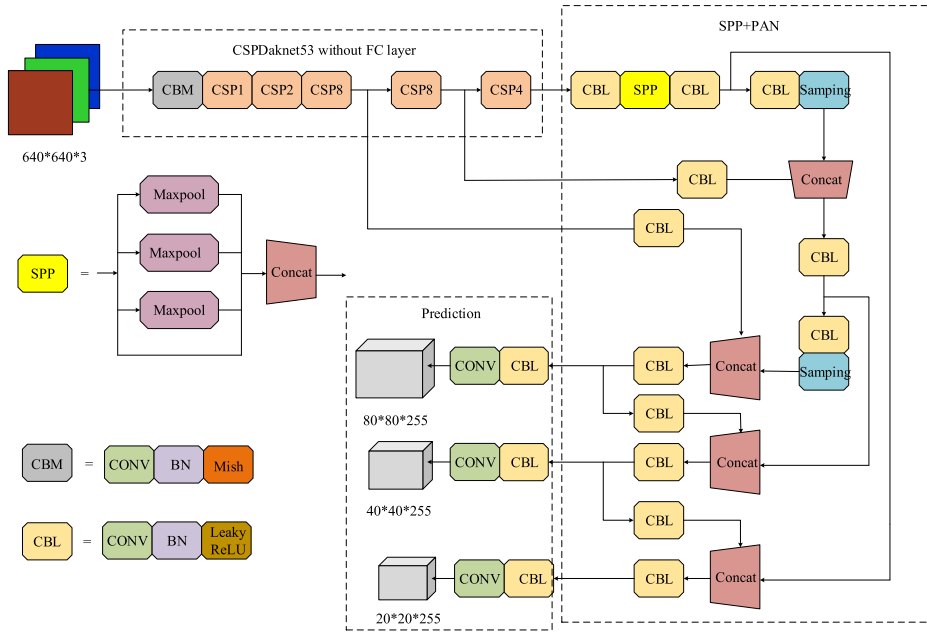 SPP+PAN
CSPDaknet53 without FC layer
CBM
CSP1
CSP2
CSP8
CSP8
CSP4
CBL
SPP
CBL
CBL
Samping
640*640*3
Maxpool
CBL
Concat
CBL
Maxpool
CBL
SPP
=
Concat
Maxpool
Prediction
CBL
Samping
CONV
CBL
CBL
Concat
80*80*255
CBL
CBM
=
CONV
BN
Mish
CONV
CBL
CBL
Concat
40*40*255
CBL
CBL
=
CONV
BN
Leaky
ReLU
CONV
CBL
CBL
Concat
20*20*255